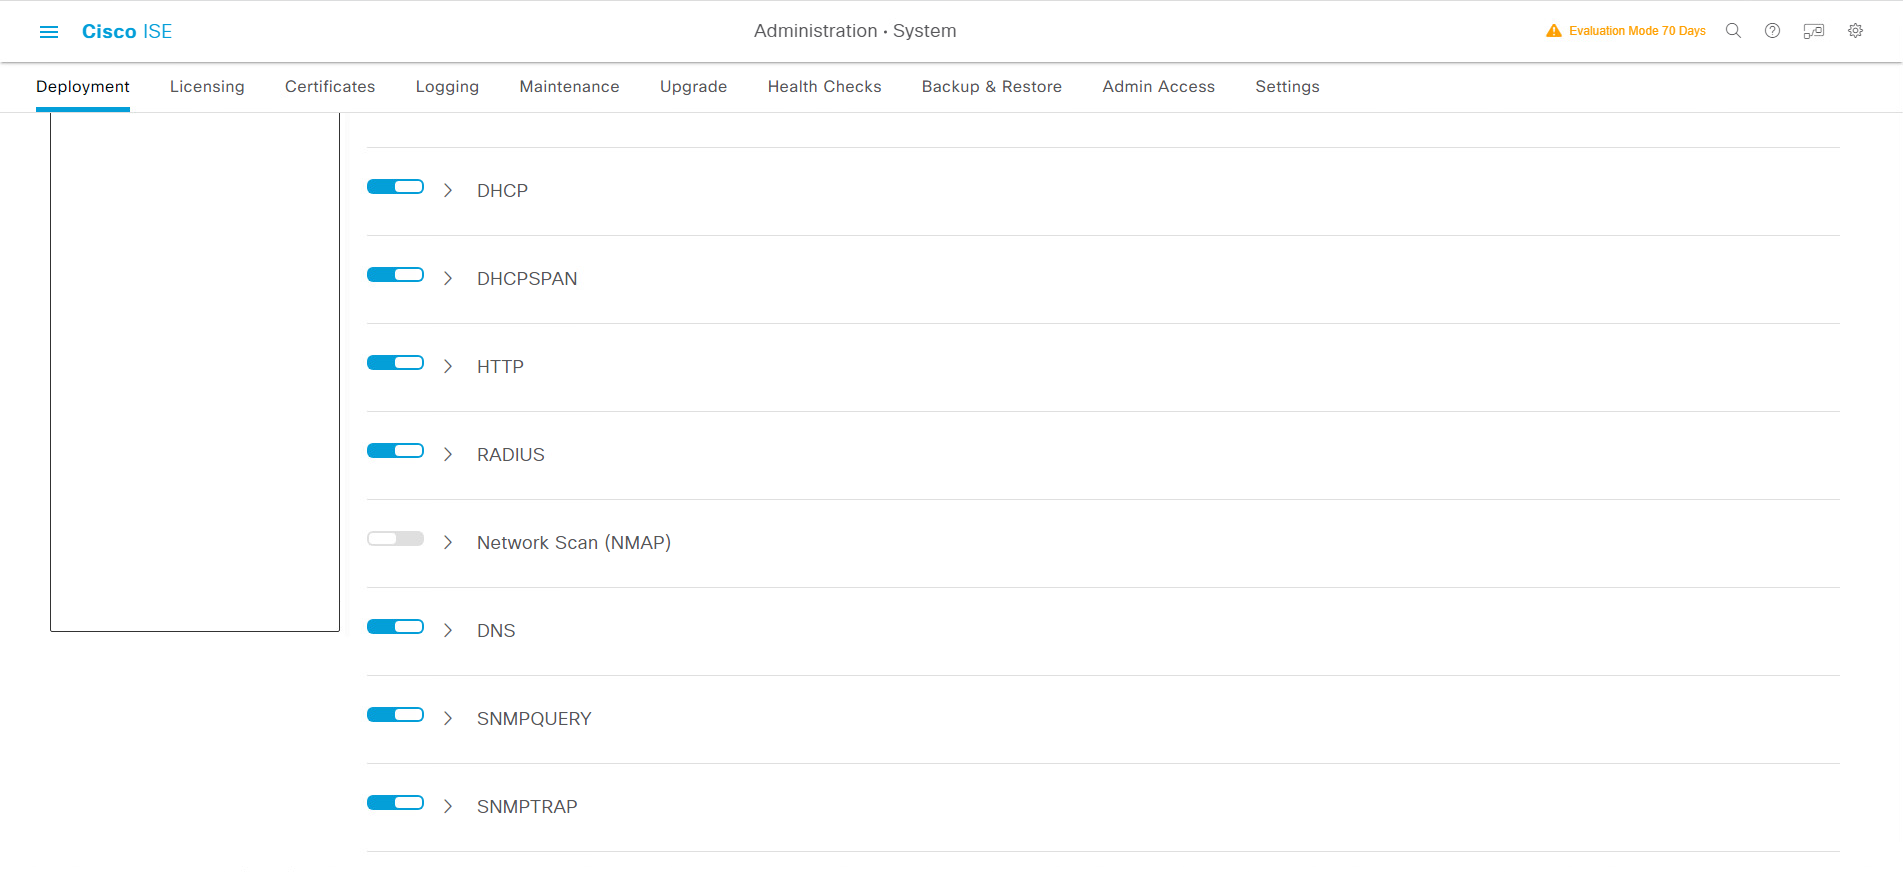 Cisco ISE
Administration · System
Evaluation Mode 70 Days
Deployment Licensing Certificates Logging Maintenance Upgrade Health Checks Backup & Restore Admin Access Settings
DHCP
DHCPSPAN
HTTP
RADIUS
Network Scan (NMAP)
DNS
SNMPQUERY
SNMPTRAP